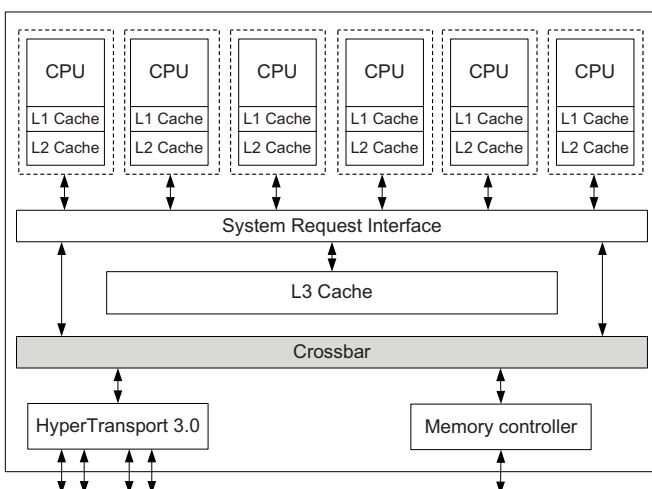 CPU CPU CPU CPU CPU CPU
L1 Cache L1 Cache L1 Cache L1 Cache L1 Cache L1 Cache
L2 Cache L2 Cache L2 Cache L2 Cache L2 Cache L2 Cache
System Request Interface
L3 Cache
Crossbar
HyperTransport 3.0 Memory controller